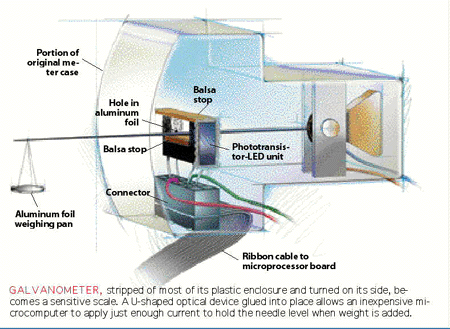 Portion of
original me-
ter case
Balsa
stop
Hole in
aluminum
foil
Balsa stop
Phototransis-
tor-LED unit
Connector
Aluminum foil
weighing pan
Ribbon cable to
microprocessor board
GALVANOMETER, stripped of most of its plastic enclosure and turned on its side, be-
comes a sensitive scale. A U-shaped optical device glued into place allows an inexpensive mi-
crocomputer to apply just enough current to hold the needle level when weight is added.